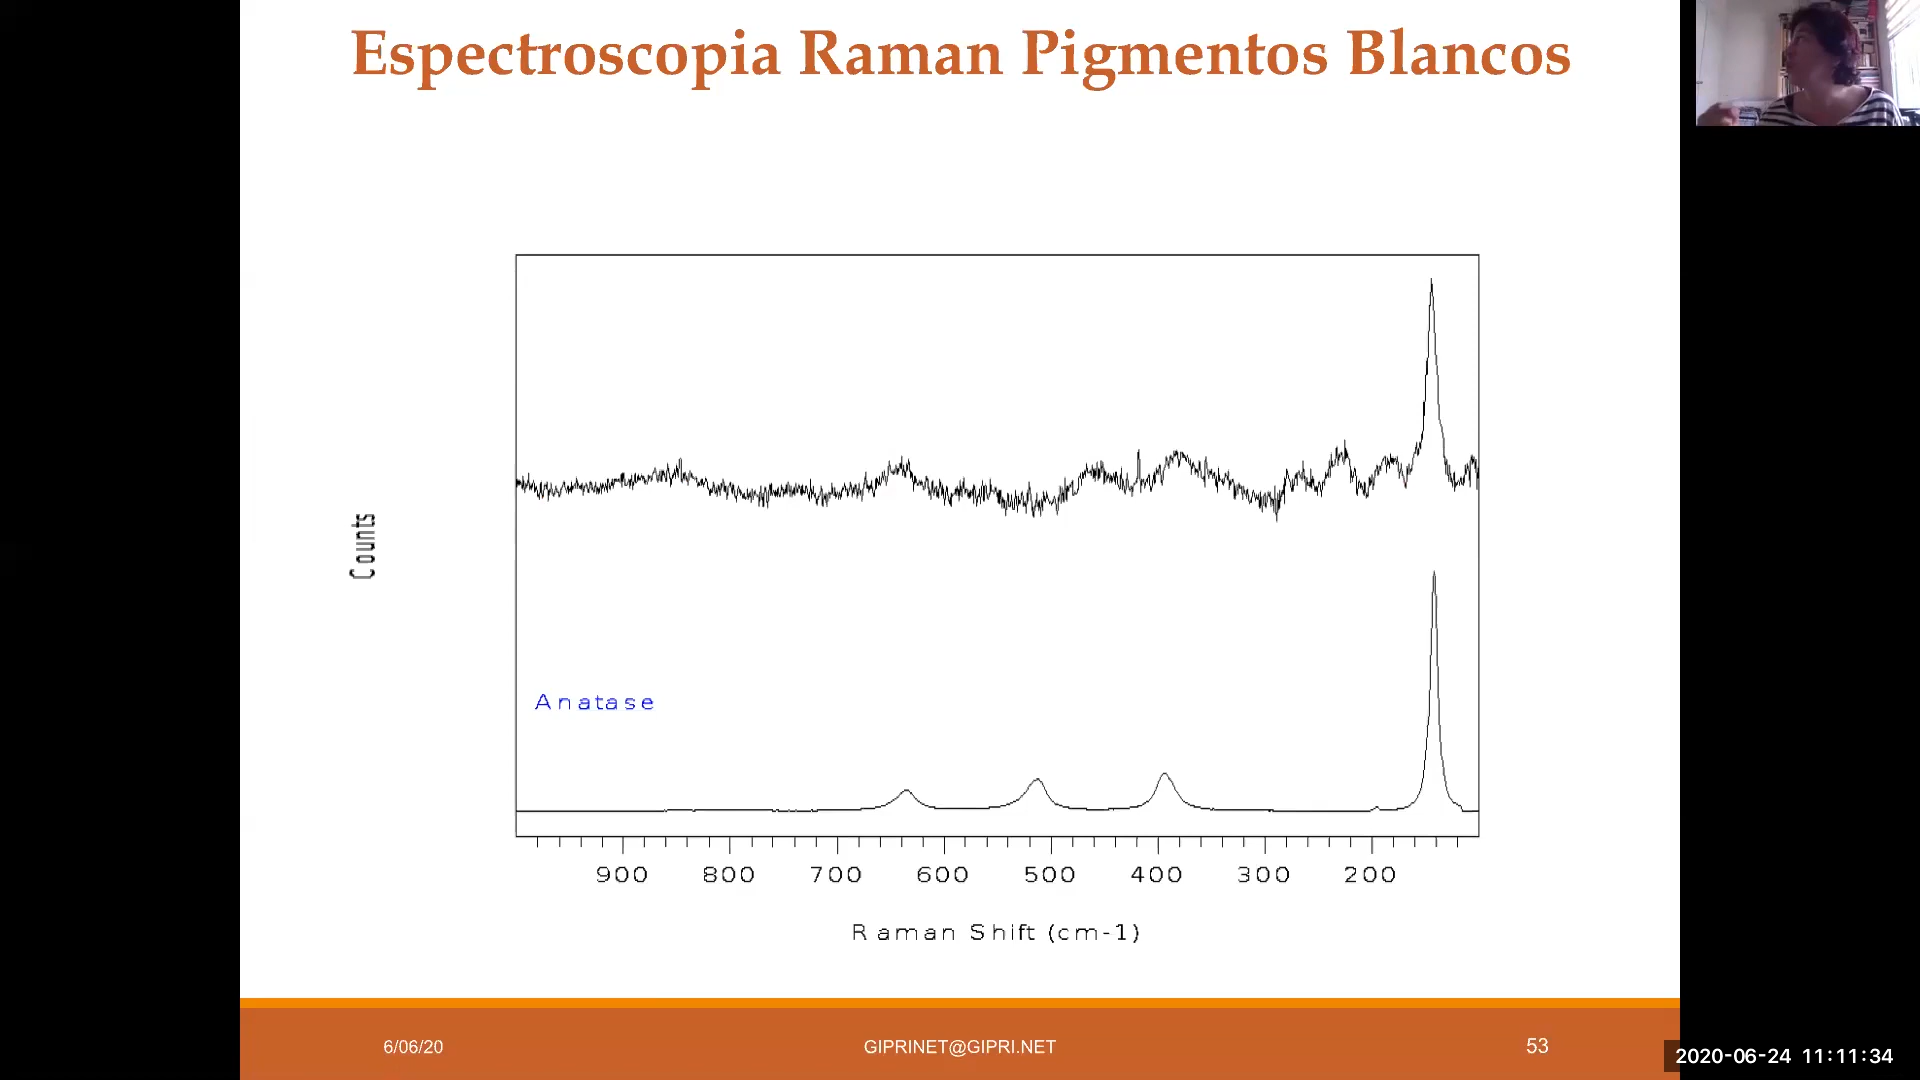 Espectroscopia Raman Pigmentos Blancos
Counts
Anatase
900 800 700 600 500 400 300 200
Raman Shift (cm-1)
6/06/20 GIPRINET@GIPRI.NET 53
2020-06-24 11:11:34